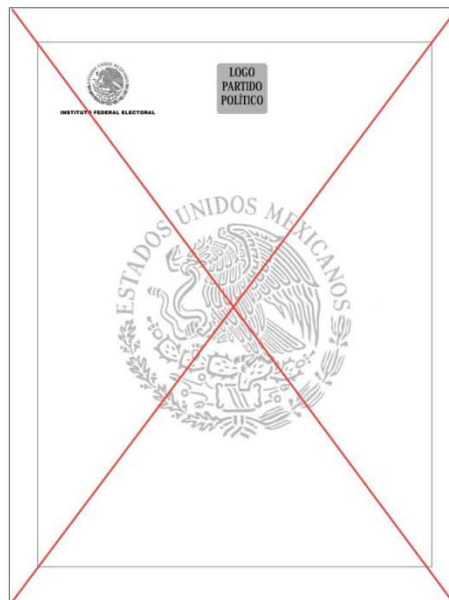 INSTITUTO FEDERAL ELECTORAL
LOGO
PARTIDO
POLÍTICO
ESTADOS UNIDOS MEXICANOS